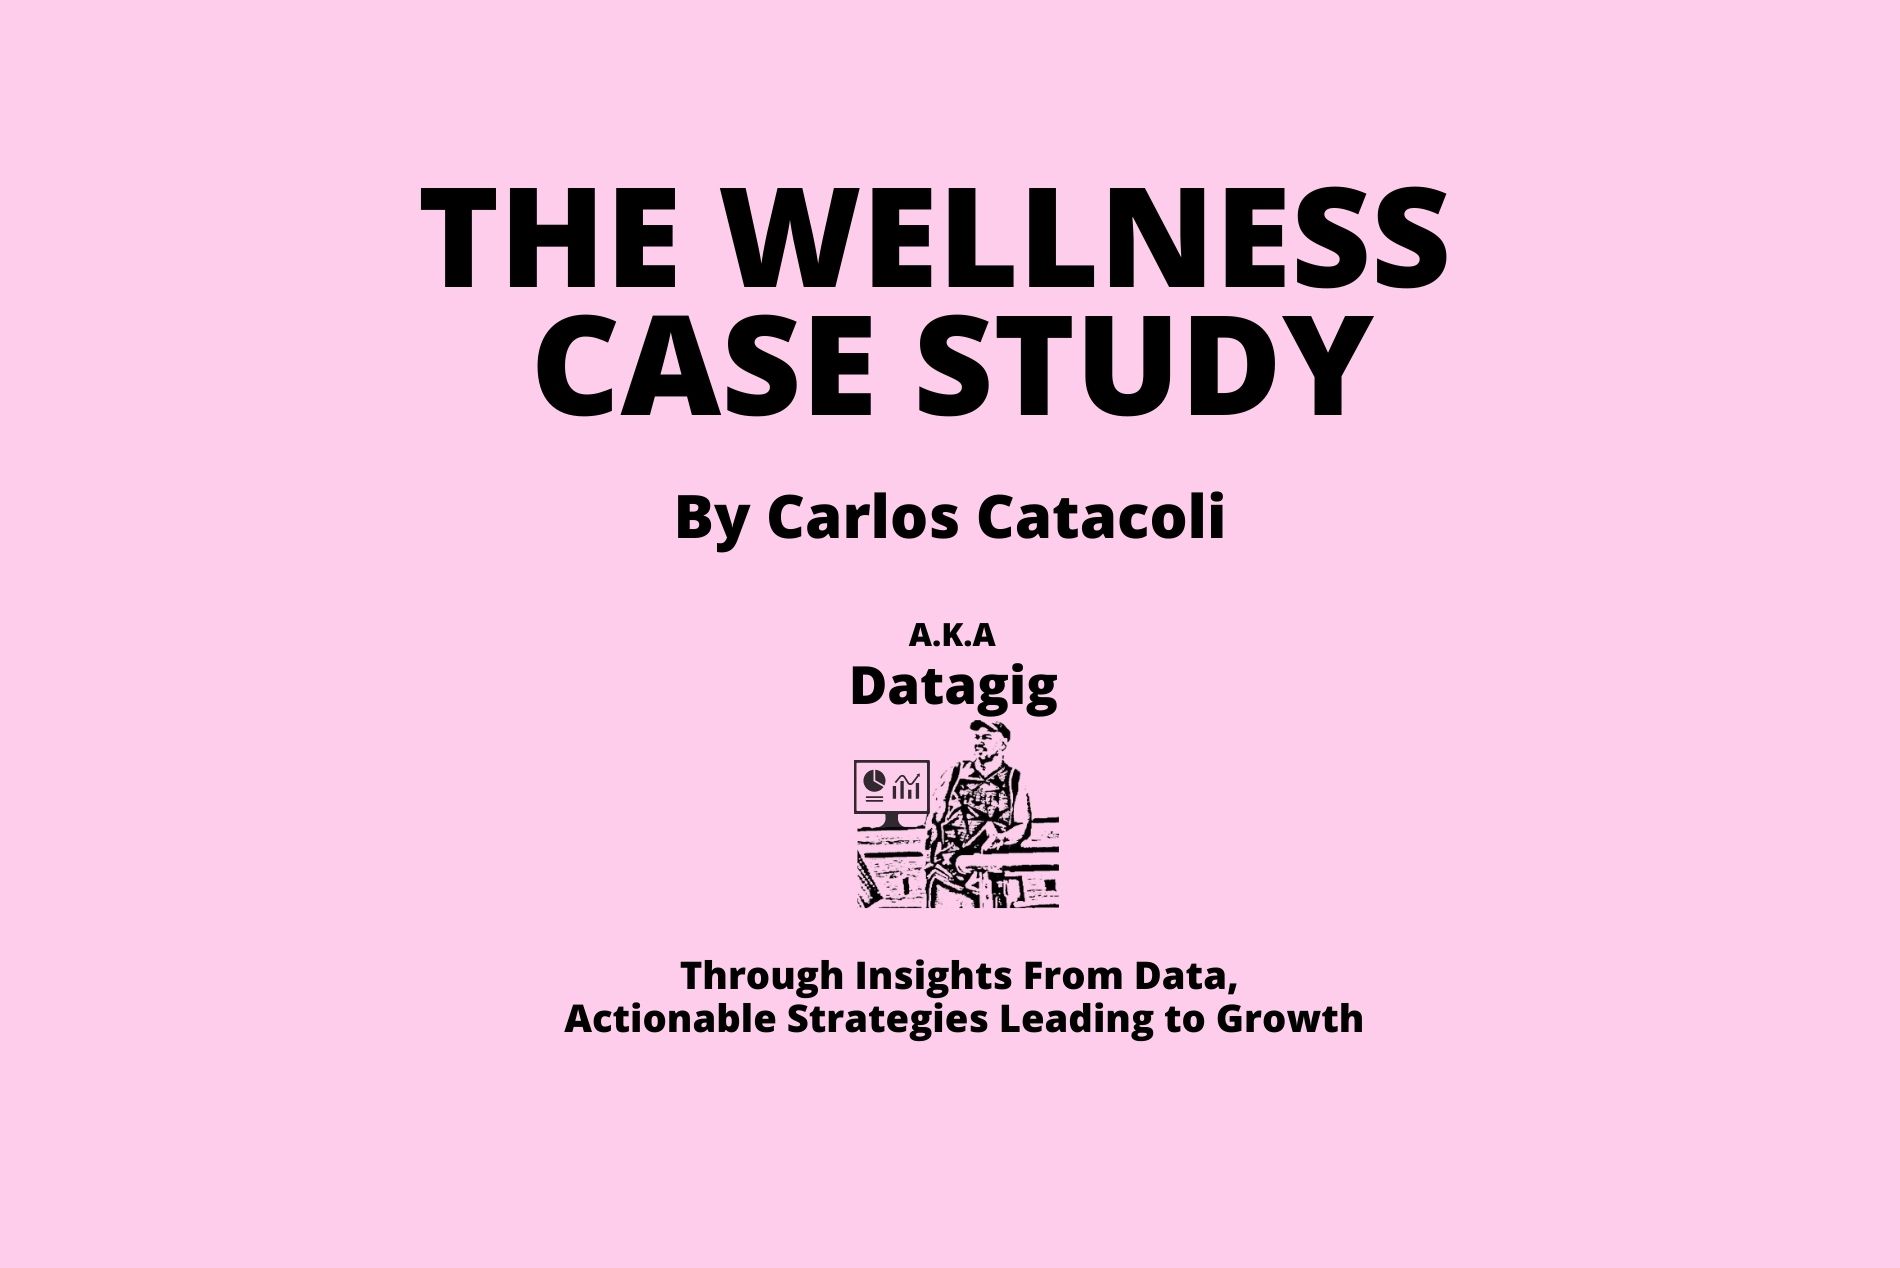 THE WELLNESS
CASE STUDY
By Carlos Catacoli
A.K.A
Datagig
Through Insights From Data,
Actionable Strategies Leading to Growth